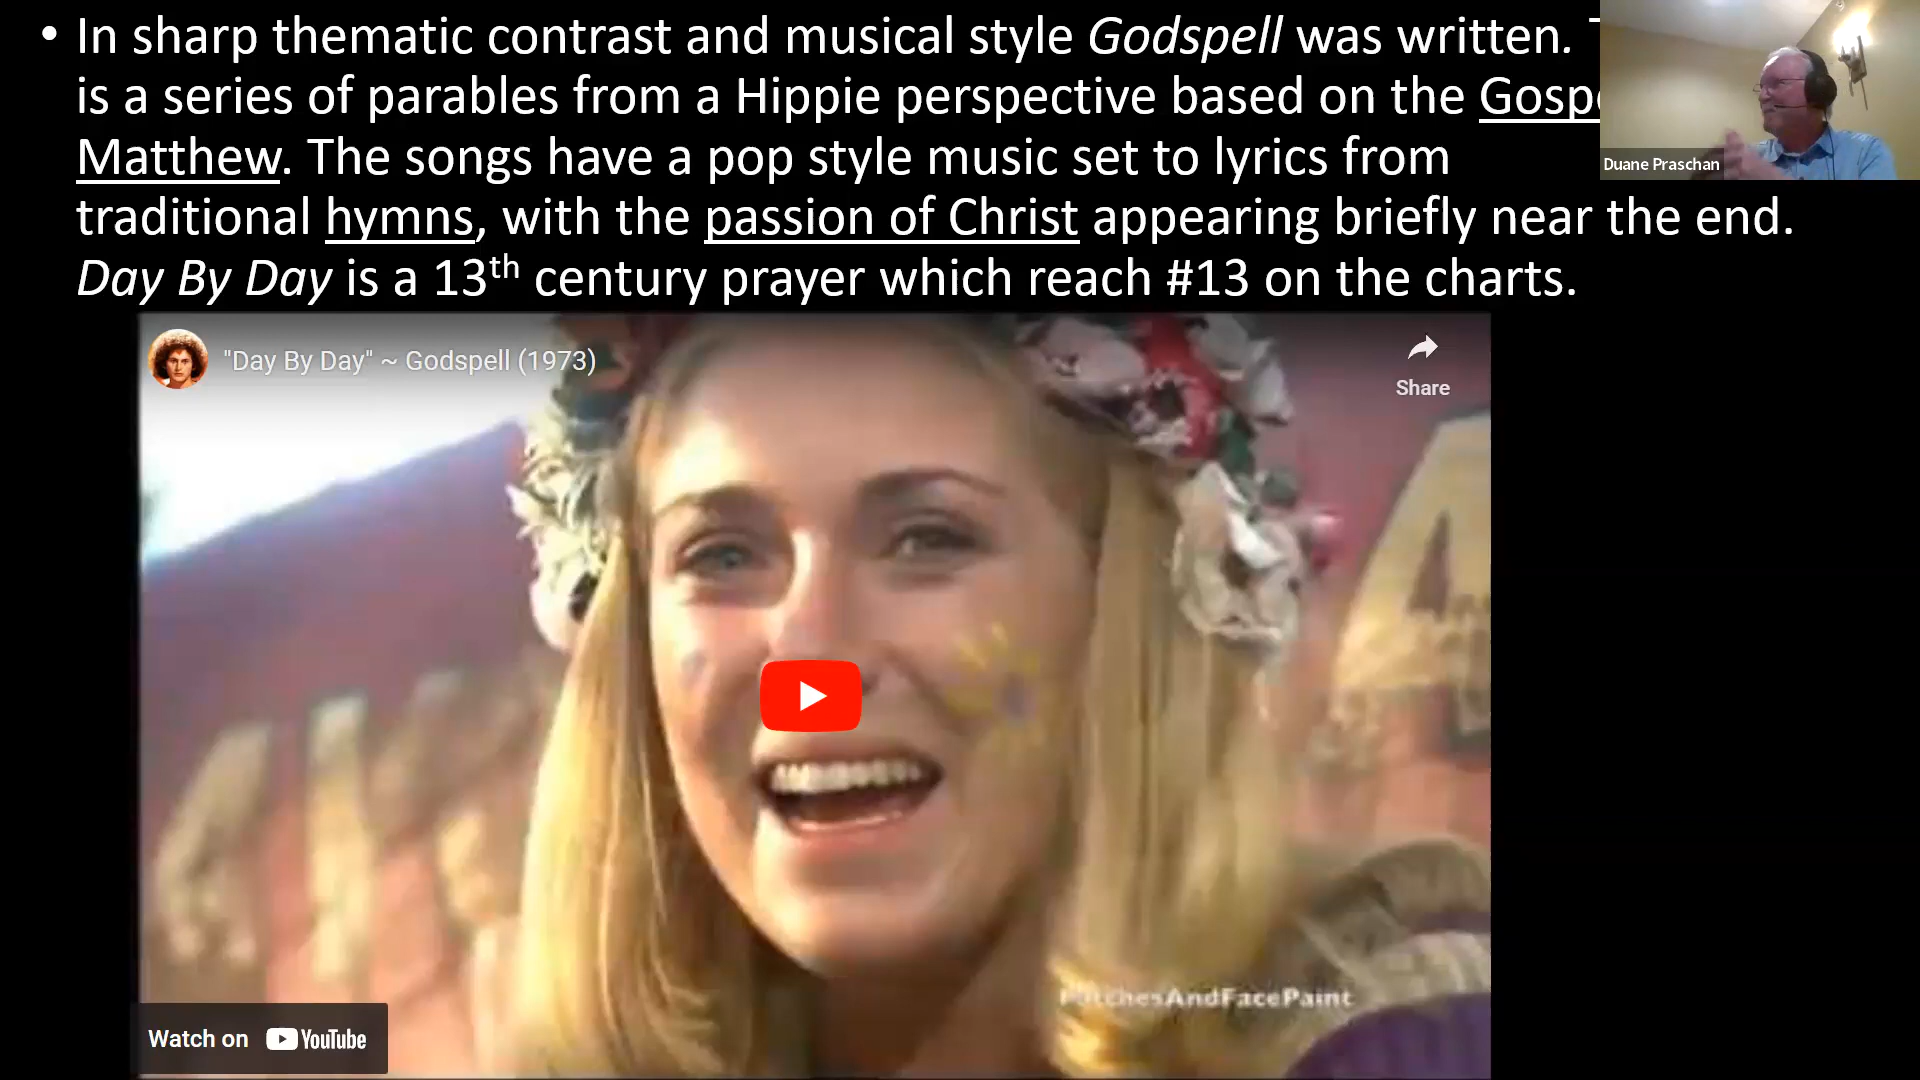 • In sharp thematic contrast and musical style Godspell was written.
is a series of parables from a Hippie perspective based on the
Matthew. The songs have a pop style music set to lyrics from
traditional hymns, with the passion of Christ appearing briefly near the end.
Day By Day is a 13th century prayer which reach #13 on the charts.
Duane Praschan
"Day By Day" ~ Godspell (1973)
Share
PatchesAndFacePaint
Watch on YouTube